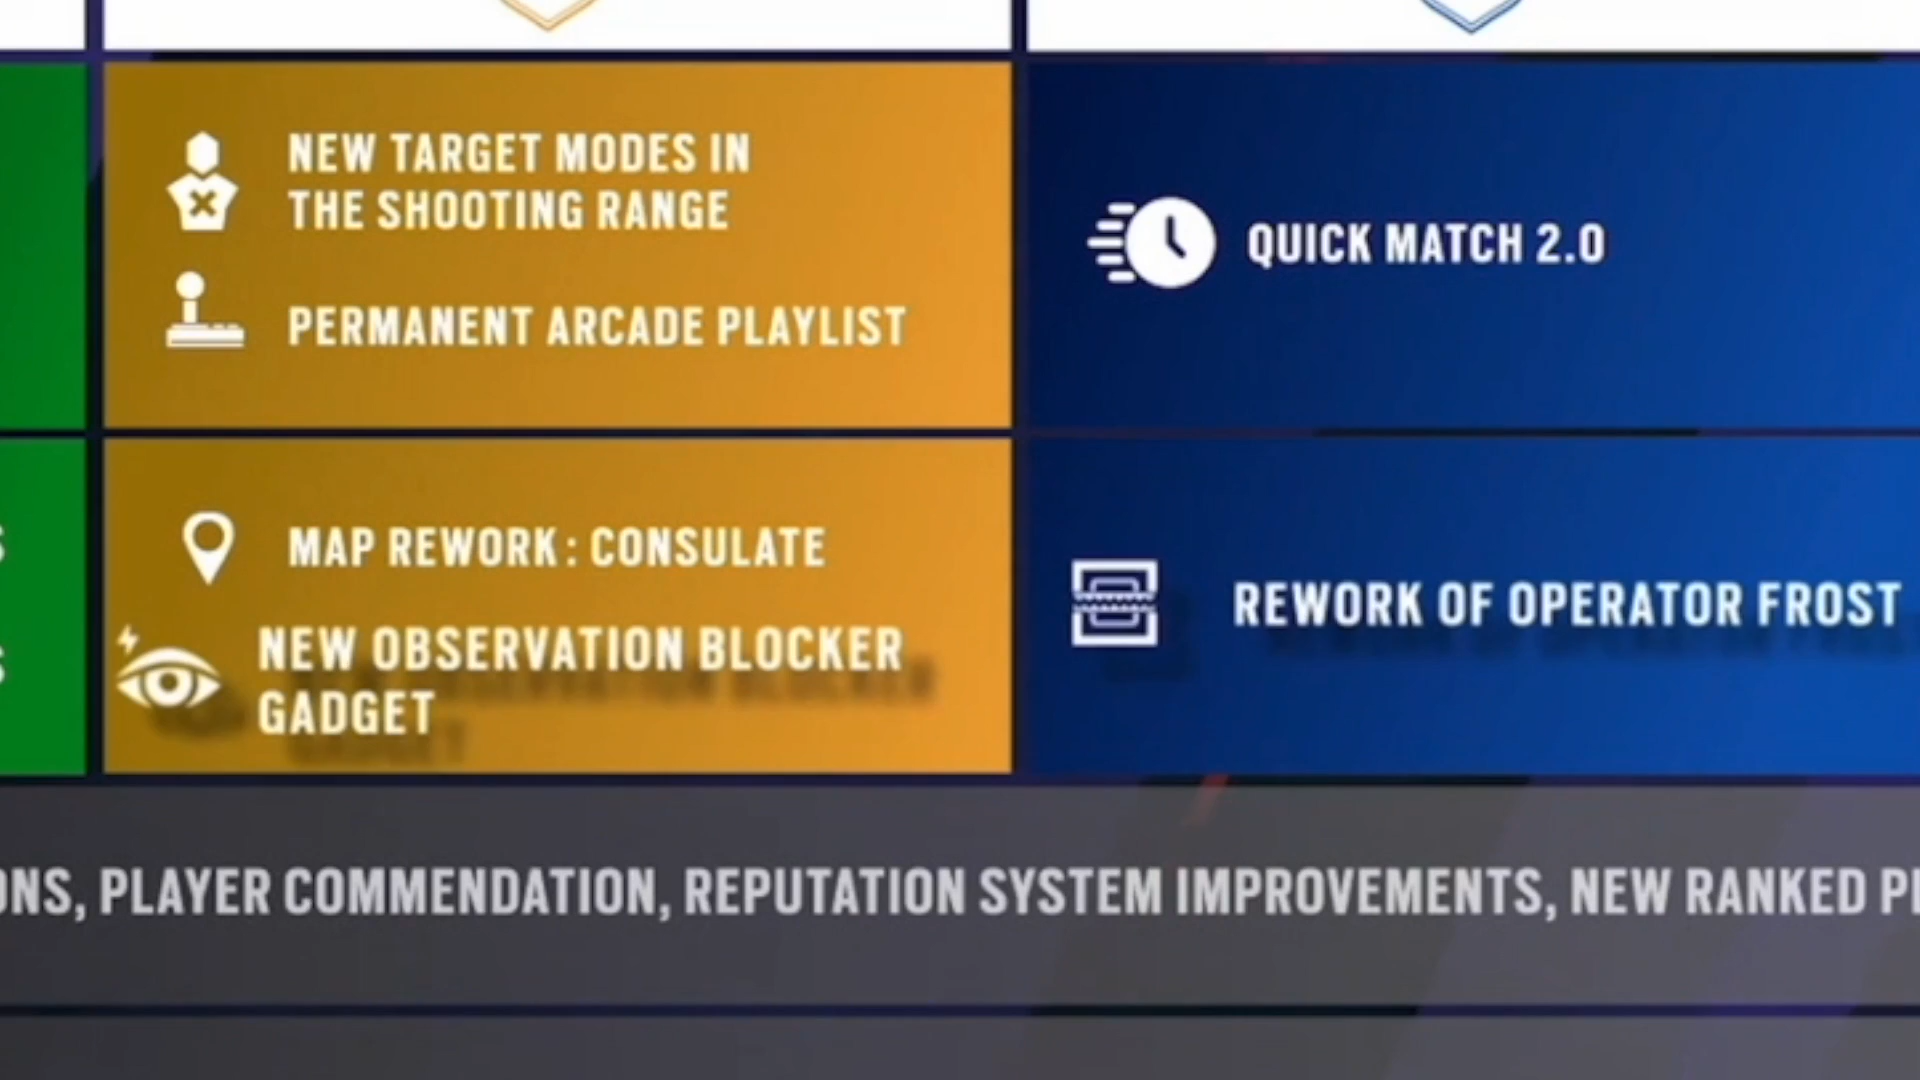 NEW TARGET MODES IN
THE SHOOTING RANGE
PERMANENT ARCADE PLAYLIST
QUICK MATCH 2.0
MAP REWORK: CONSULATE
NEW OBSERVATION BLOCKER
GADGET
REWORK OF OPERATOR FROST
PLAYER COMMENDATION, REPUTATION SYSTEM IMPROVEMENTS, NEW RANKED